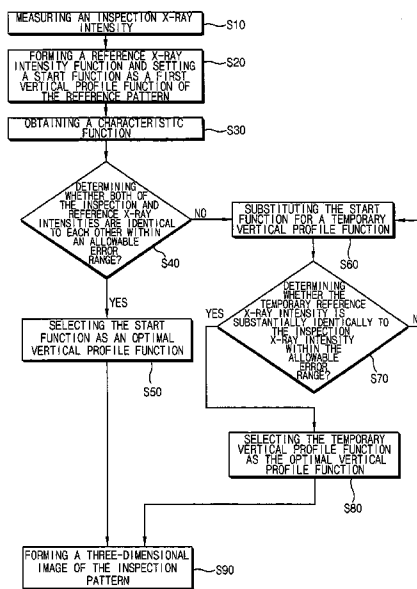 MEASURING AN INSPECTION X-RAY
INTENSITY
S10
FORMING A REFERENCE X-RAY
INTENSITY FUNCTION AND SETTING
A START FUNCTION AS A FIRST
VERTICAL PROFILE FUNCTION OF
THE REFERENCE PATTERN
S20
OBTAINING A CHARACTERISTIC
FUNCTION
S30
DETERMINING
WHETHER BOTH OF
THE INSPECTION AND
REFERENCE X-RAY
INTENSITIES ARE IDENTICAL
TO EACH OTHER WITHIN
AN ALLOWABLE
ERROR
RANGE?
S40
NO
YES
SUBSTITUTING THE START
FUNCTION FOR A TEMPORARY
VERTICAL PROFILE FUNCTION
S60
SELECTING THE START
FUNCTION AS AN OPTIMAL
VERTICAL PROFILE FUNCTION
S50
DETERMINING
WHETHER THE
TEMPORARY REFERENCE
X-RAY INTENSITY IS
SUBSTANTIALLY IDENTICALLY TO
THE INSPECTION
X-RAY INTENSITY
WITHIN THE
ALLOWABLE
ERROR
RANGE?
S70
YES
SELECTING THE TEMPORARY
VERTICAL PROFILE FUNCTION
AS THE OPTIMAL VERTICAL
PROFILE FUNCTION
S80
FORMING A THREE-DIMENSIONAL
IMAGE OF THE INSPECTION
PATTERN
S90